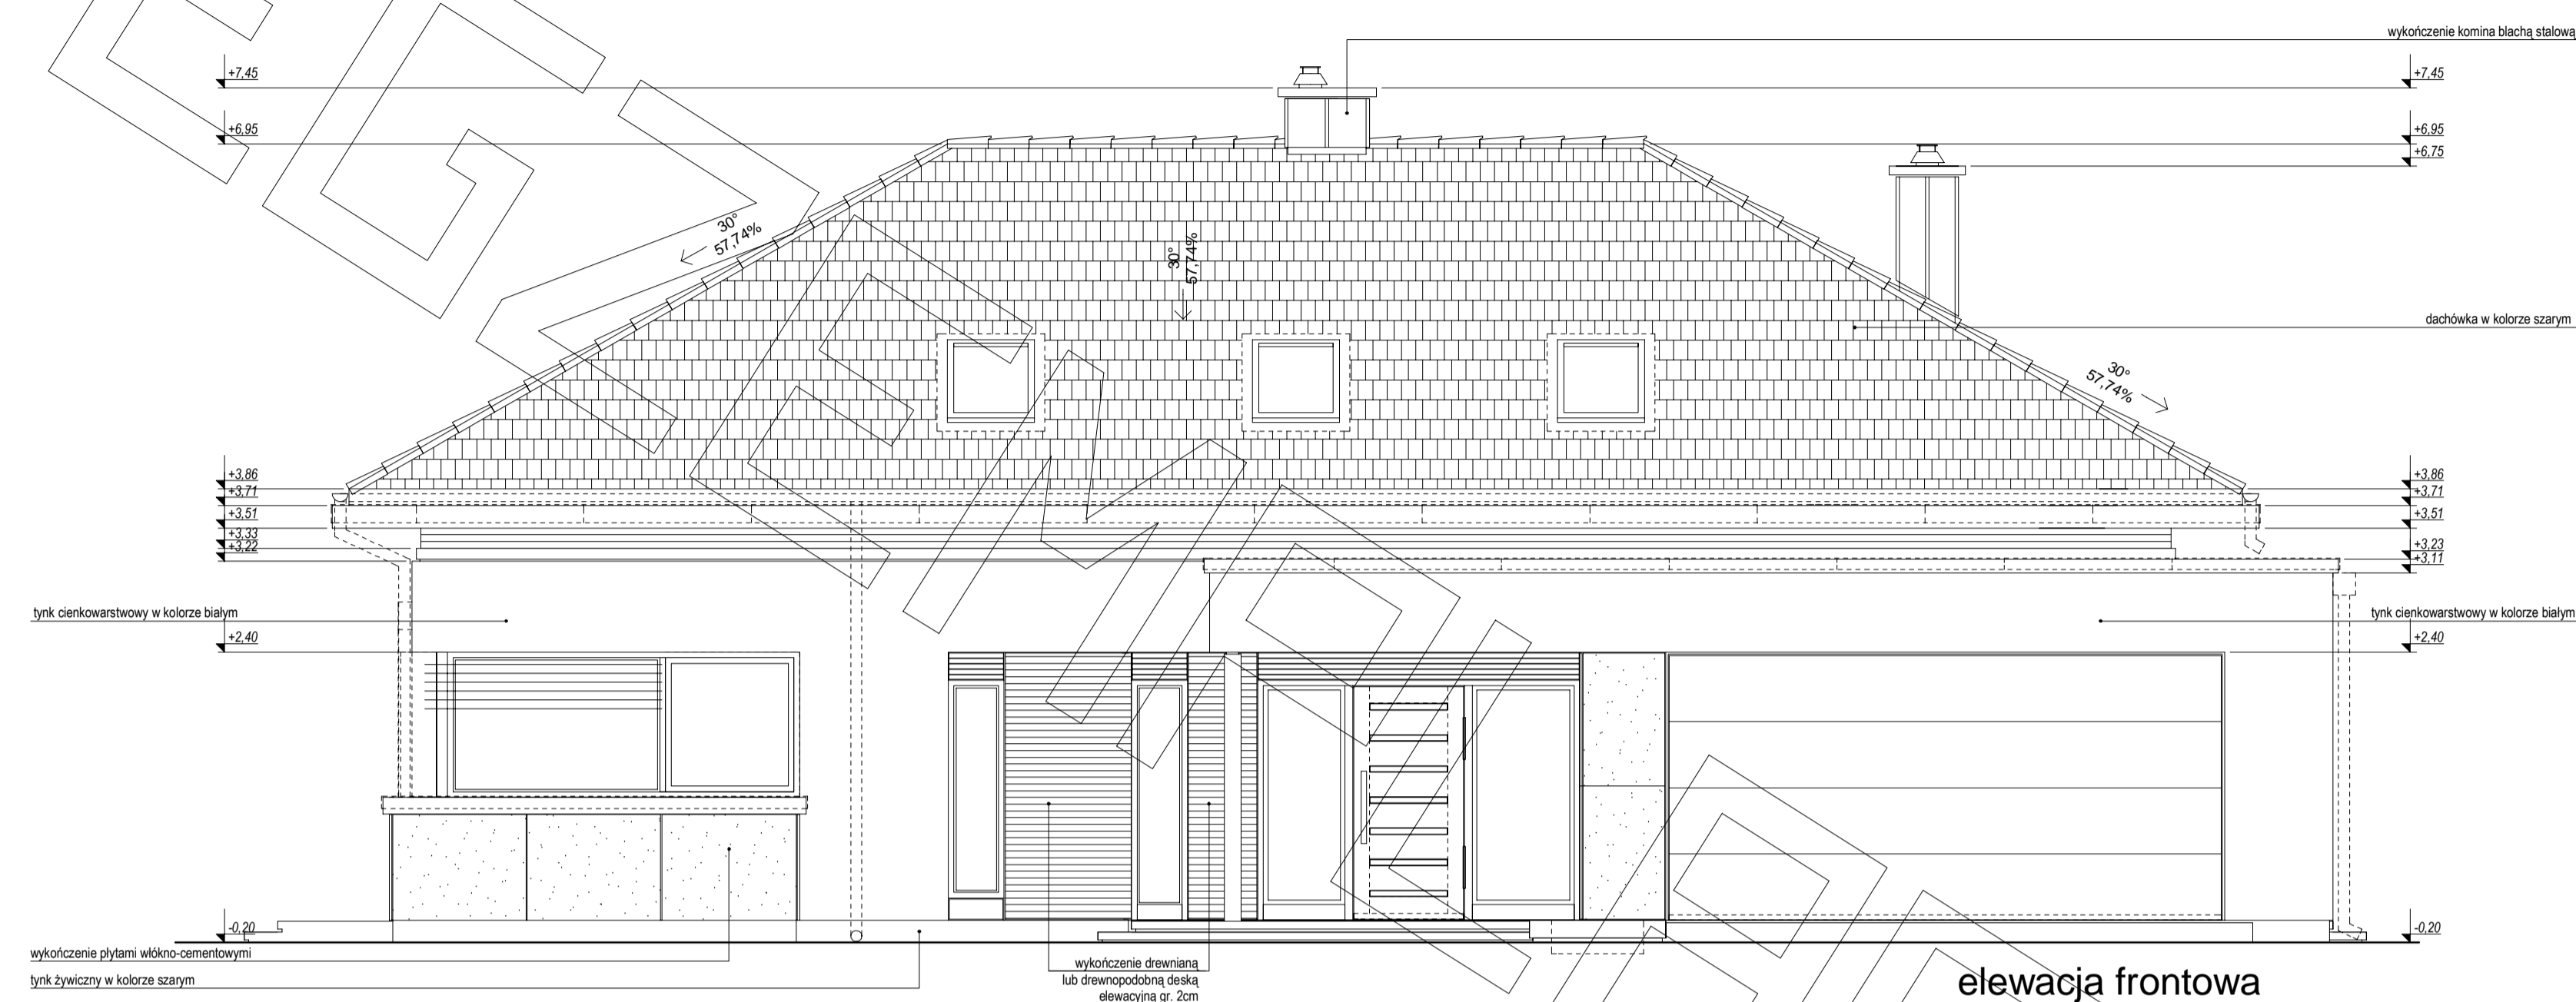 wykończenie komina blachą stalową
+7,45
+7,45
+6,95
+6,95
+6,75
30°
57,74%
30°
57,74%
dachówka w kolorze szarym
30°
57,74%
+3,86
+3,86
+3,71
+3,71
+3,51
+3,51
+3,33
+3,22
+3,23
+3,11
tynk cienkowarstwowy w kolorze białym
tynk cienkowarstwowy w kolorze białym
+2,40
+2,40
-0,20
-0,20
wykończenie płytami włókno-cementowymi
tynk żywiczny w kolorze szarym
wykończenie drewnianą
lub drewnopodobną deską
elewacyjną gr. 2cm
elewacja frontowa